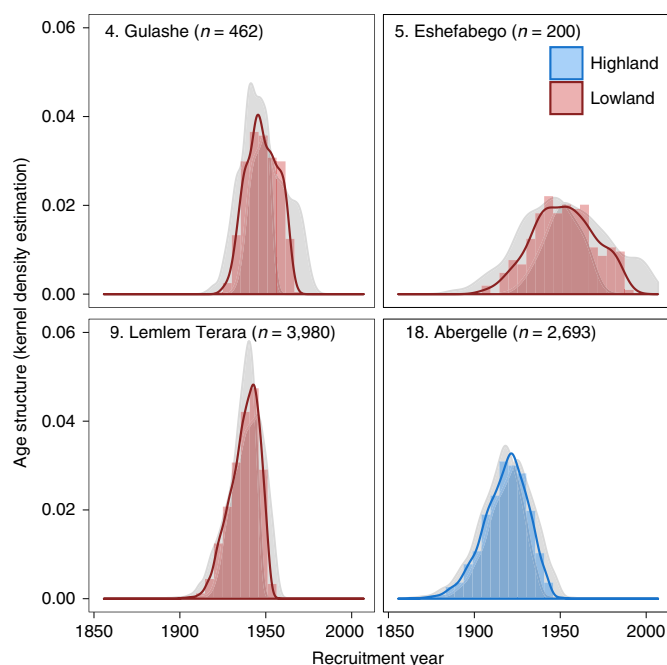 4. Gulashe (n = 462)
5. Eshefabego (n = 200)
Highland
Lowland
0.06
0.04
0.02
0.00
9. Lemlem Terara (n = 3,980)
18. Abergelle (n = 2,693)
0.06
0.04
0.02
0.00
Age structure (kernel density estimation)
1850 1900 1950 2000 1850 1900 1950 2000
Recruitment year